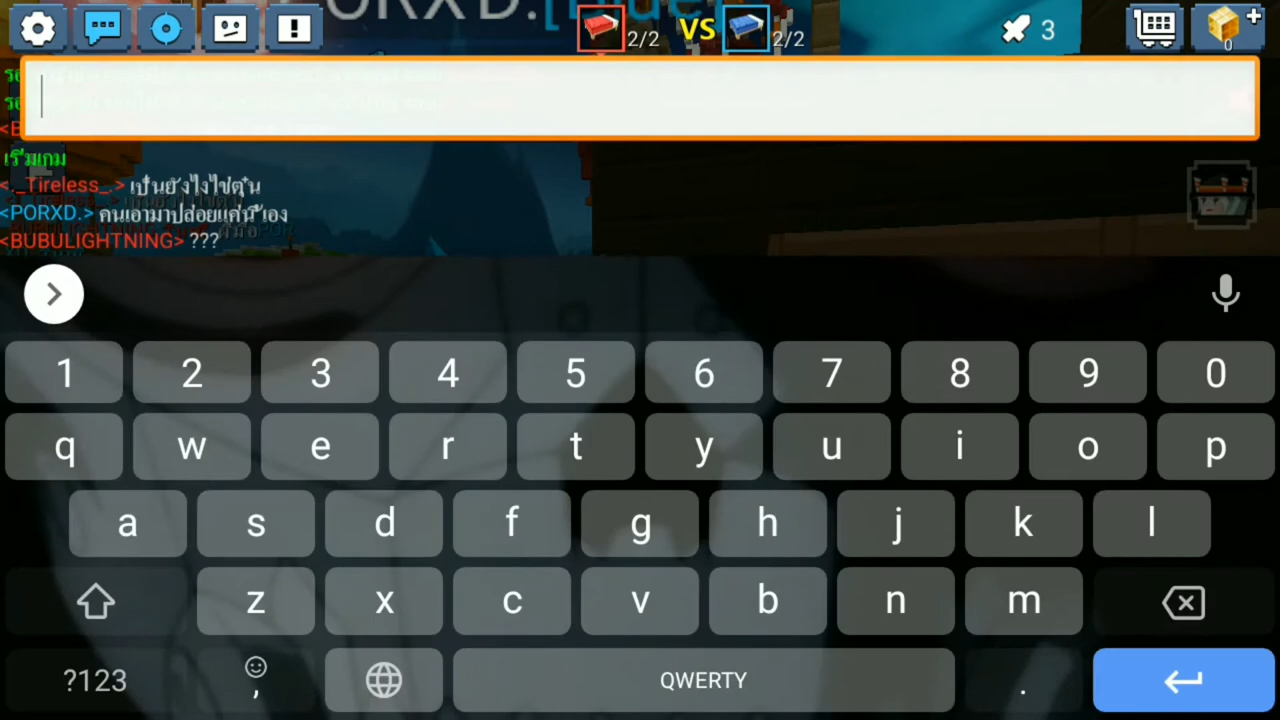 PORXD.[Blue]
2/2 VS 2/2
3
0
เริ่มเกม
<._Tireless_.> เป็นยังไงไข่ตุ๋น
<PORXD.> คนเอามาปล่อยแค่นี้เอง
<BUBULIGHTNING> ???
1 2 3 4 5 6 7 8 9 0
q w e r t y u i o p
a s d f g h j k l
z x c v b n m
?123 , QWERTY .